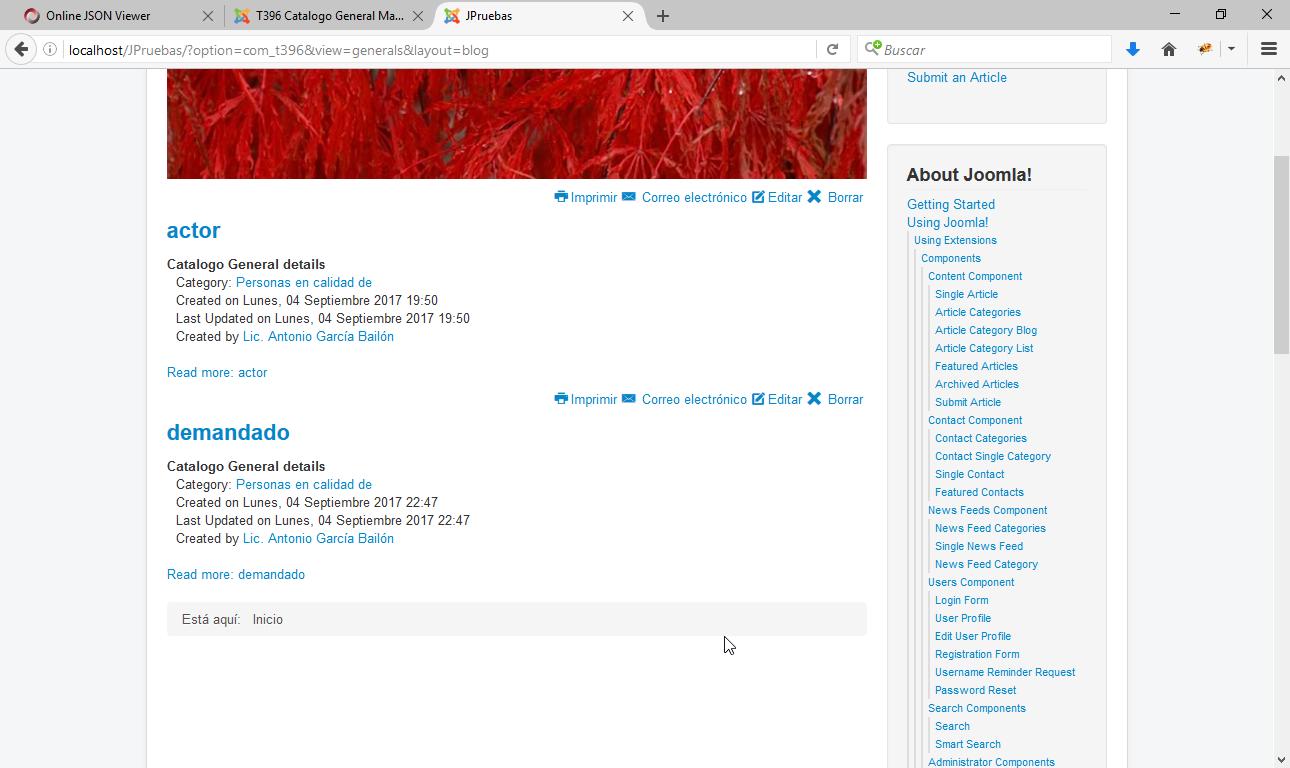 Online JSON Viewer
T396 Catalogo General Ma...
JPruebas
localhost/JPruebas/?option=com_t396&view=generals&layout=blog
Buscar
Imprimir Correo electrónico Editar Borrar
actor
Catalogo General details
Category: Personas en calidad de
Created on Lunes, 04 Septiembre 2017 19:50
Last Updated on Lunes, 04 Septiembre 2017 19:50
Created by Lic. Antonio García Bailón
Read more: actor
Imprimir Correo electrónico Editar Borrar
demandado
Catalogo General details
Category: Personas en calidad de
Created on Lunes, 04 Septiembre 2017 22:47
Last Updated on Lunes, 04 Septiembre 2017 22:47
Created by Lic. Antonio García Bailón
Read more: demandado
Está aquí: Inicio
Submit an Article
About Joomla!
Getting Started
Using Joomla!
Using Extensions
Components
Content Component
Single Article
Article Categories
Article Category Blog
Article Category List
Featured Articles
Archived Articles
Submit Article
Contact Component
Contact Categories
Contact Single Category
Single Contact
Featured Contacts
News Feeds Component
News Feed Categories
Single News Feed
News Feed Category
Users Component
Login Form
User Profile
Edit User Profile
Registration Form
Username Reminder Request
Password Reset
Search Components
Search
Smart Search
Administrator Components